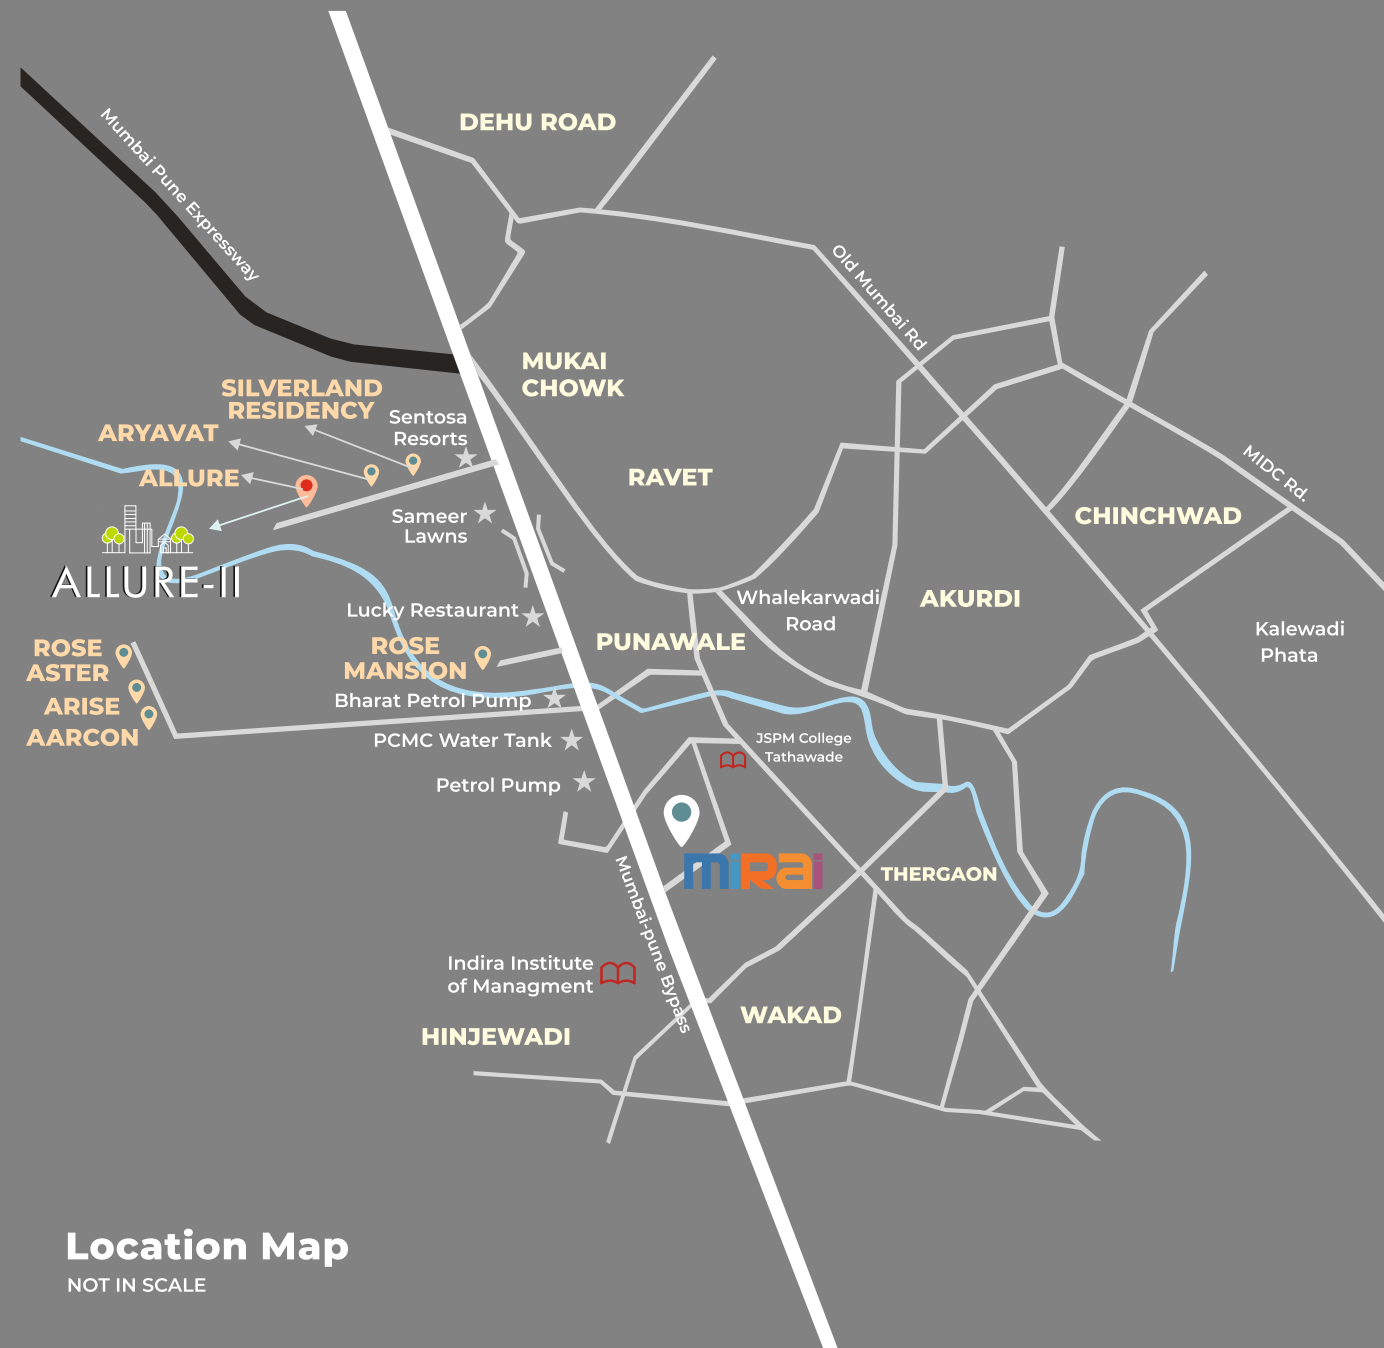 DEHU ROAD
Mumbai Pune Expressway
Old Mumbai Rd
MUKAI
CHOWK
SILVERLAND
RESIDENCY
Sentosa
Resorts
ARYAVAT
ALLURE
RAVET
MIDC Rd.
CHINCHWAD
Sameer
Lawns
ALLURE-II
Whalekarwadi
Road
AKURDI
Lucky Restaurant
Kalewadi
Phata
PUNAWALE
ROSE
MANSION
ROSE
ASTER
ARISE
AARCON
Bharat Petrol Pump
PCMC Water Tank
JSPM College
Tathawade
Petrol Pump
miRai
THERGAON
Mumbai-pune Bypass
Indira Institute
of Managment
WAKAD
HINJEWADI
Location Map
NOT IN SCALE